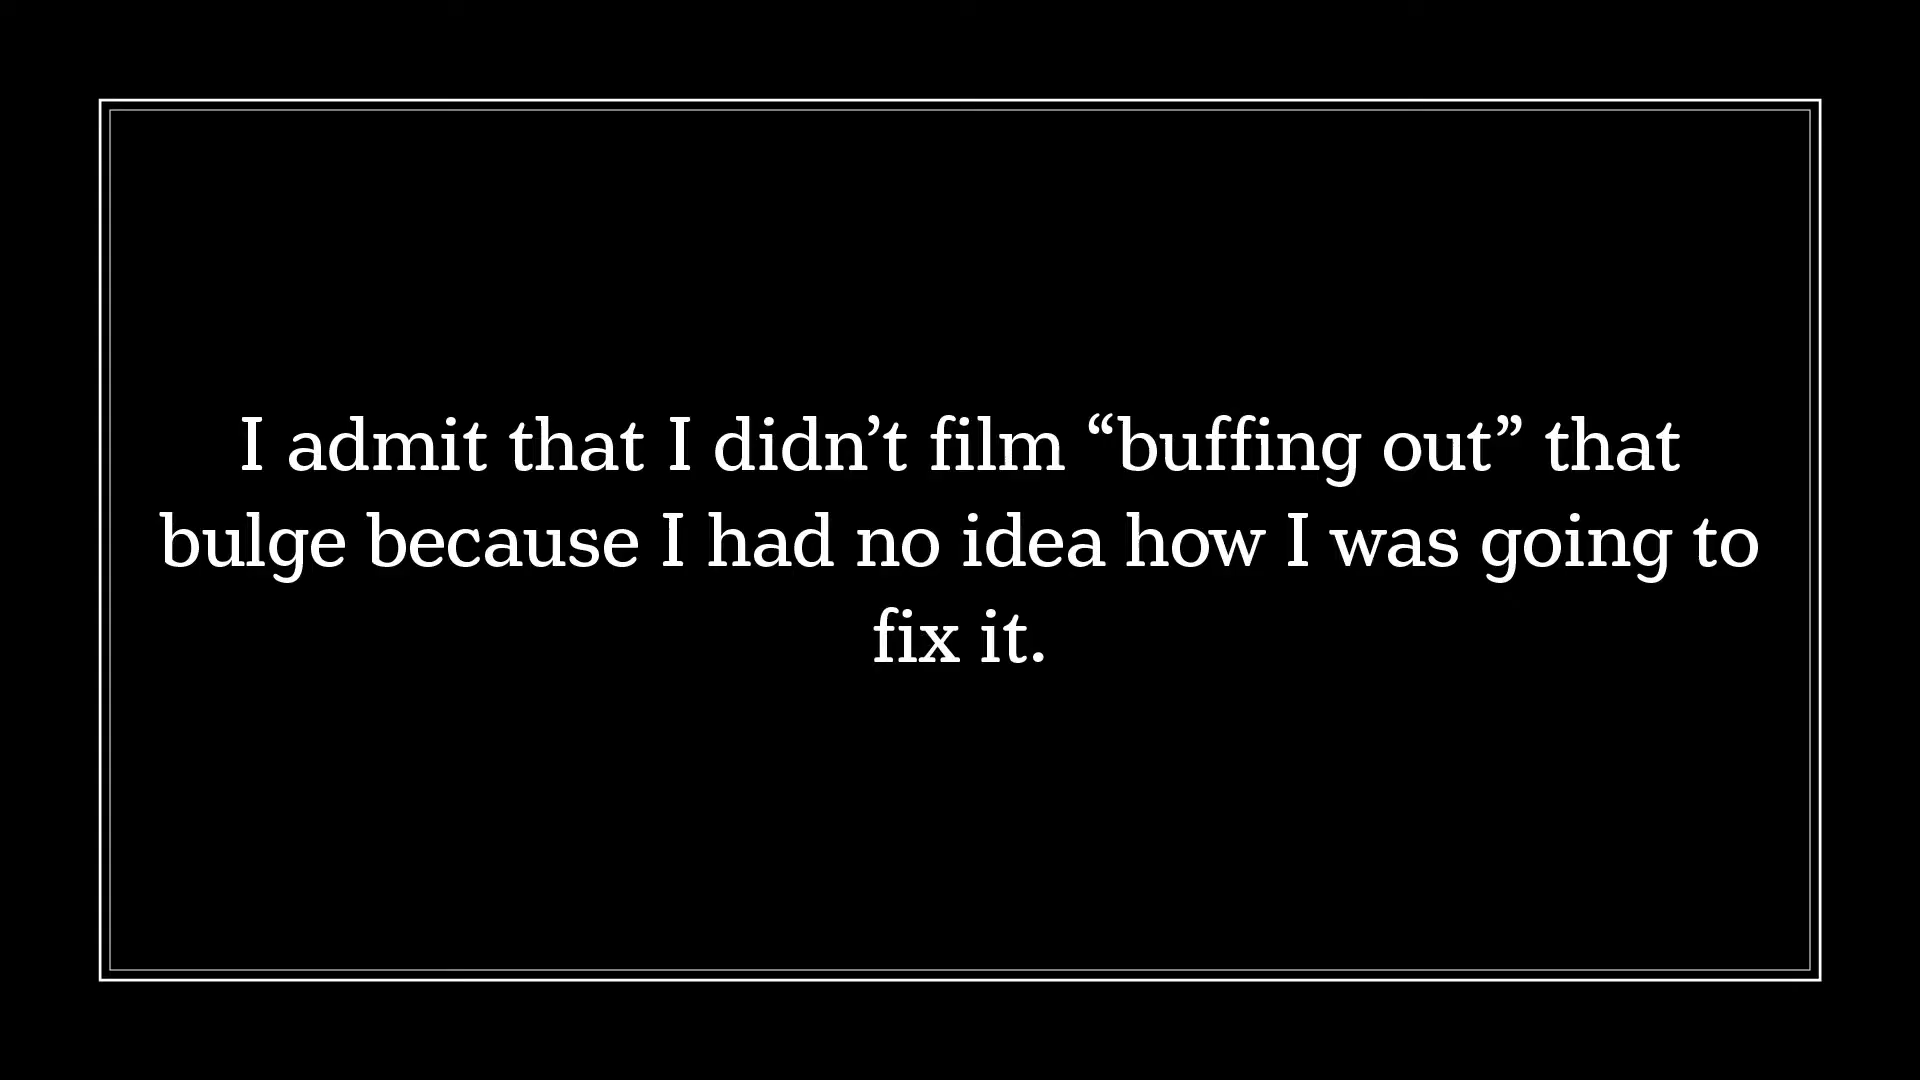 I admit that I didn’t film “buffing out” that
bulge because I had no idea how I was going to
fix it.